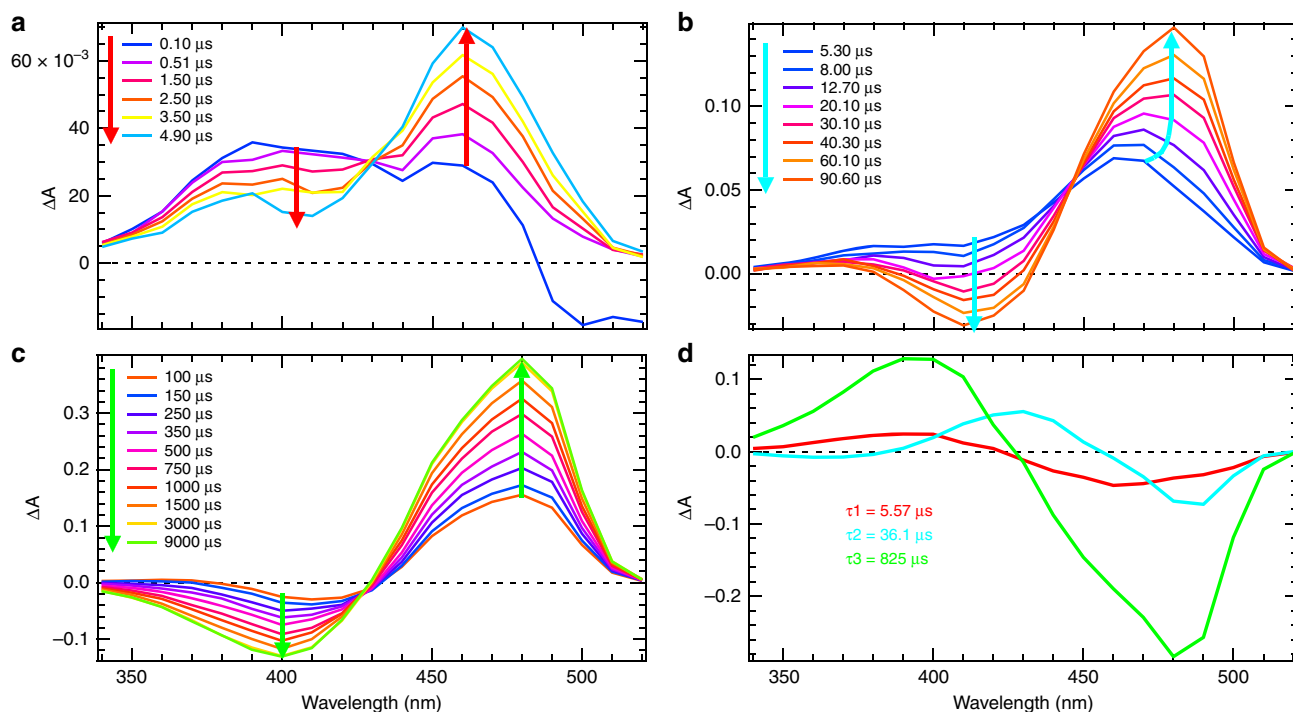 a
60 × 10⁻³
40
20
0
ΔA
0.10 μs
0.51 μs
1.50 μs
2.50 μs
3.50 μs
4.90 μs
b
0.10
0.05
0.00
ΔA
5.30 μs
8.00 μs
12.70 μs
20.10 μs
30.10 μs
40.30 μs
60.10 μs
90.60 μs
c
0.3
0.2
0.1
0.0
−0.1
ΔA
100 μs
150 μs
250 μs
350 μs
500 μs
750 μs
1000 μs
1500 μs
3000 μs
9000 μs
350 400 450 500
Wavelength (nm)
d
0.1
0.0
−0.1
−0.2
ΔA
τ1 = 5.57 μs
τ2 = 36.1 μs
τ3 = 825 μs
350 400 450 500
Wavelength (nm)